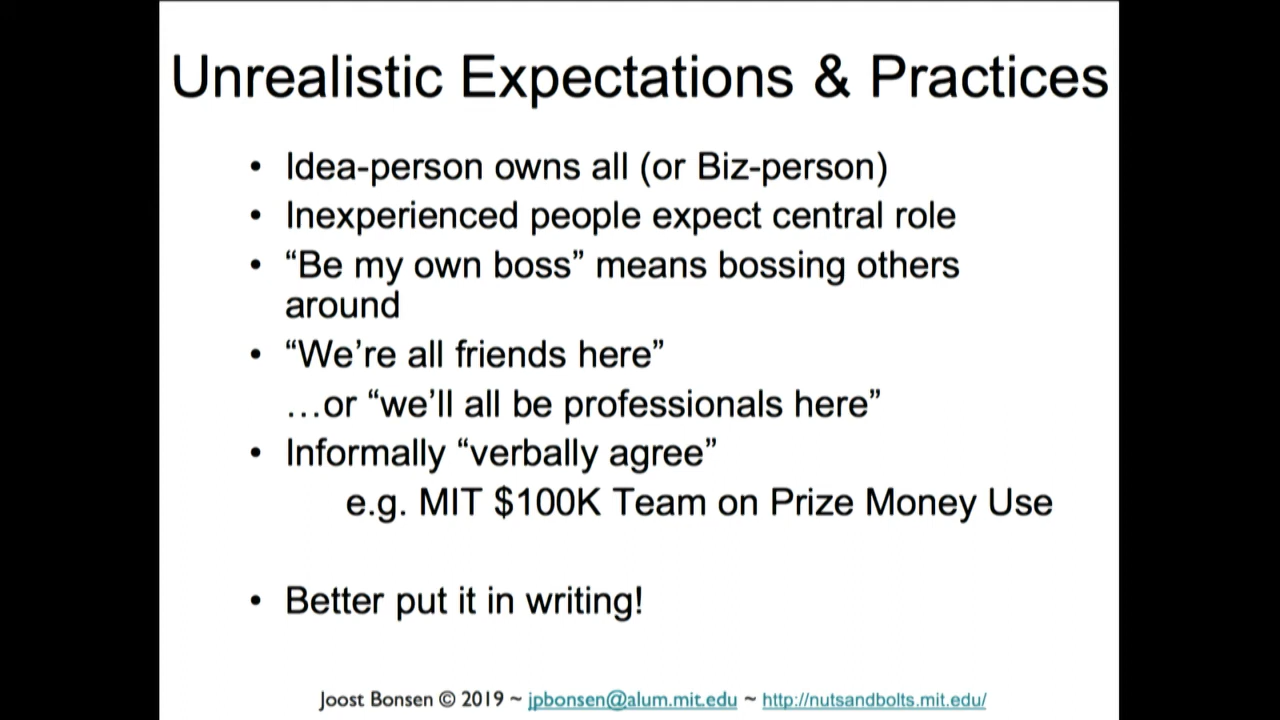 Unrealistic Expectations & Practices
• Idea-person owns all (or Biz-person)
• Inexperienced people expect central role
• “Be my own boss” means bossing others
around
• “We’re all friends here”
…or “we’ll all be professionals here”
• Informally “verbally agree”
e.g. MIT $100K Team on Prize Money Use
• Better put it in writing!
Joost Bonsen © 2019 ~ jpbonsen@alum.mit.edu ~ http://nutsandbolts.mit.edu/